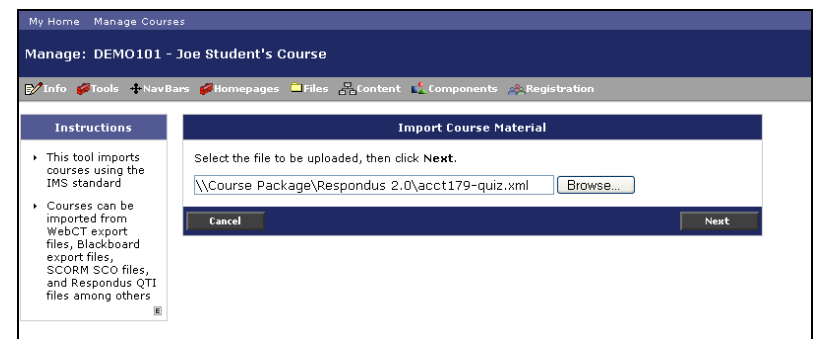 My Home Manage Courses
Manage: DEMO101 - Joe Student's Course
Info Tools NavBars Homepages Files Content Components Registration
Instructions
This tool imports
courses using the
IMS standard
Courses can be
imported from
WebCT export
files, Blackboard
export files,
SCORM SCO files,
and Respondus QTI
files among others
E
Import Course Material
Select the file to be uploaded, then click Next.
\\Course Package\Respondus 2.0\acct179-quiz.xml Browse...
Cancel Next